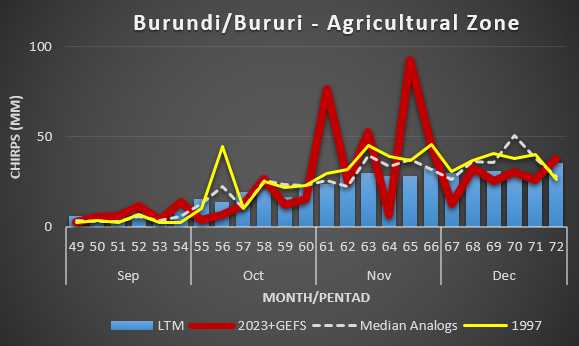 Burundi/Bururi - Agricultural Zone
CHIRPS (MM)
100
50
0
49 50 51 52 53 54 55 56 57 58 59 60 61 62 63 64 65 66 67 68 69 70 71 72
Sep Oct Nov Dec
MONTH/PENTAD
LTM 2023+GEFS Median Analogs 1997